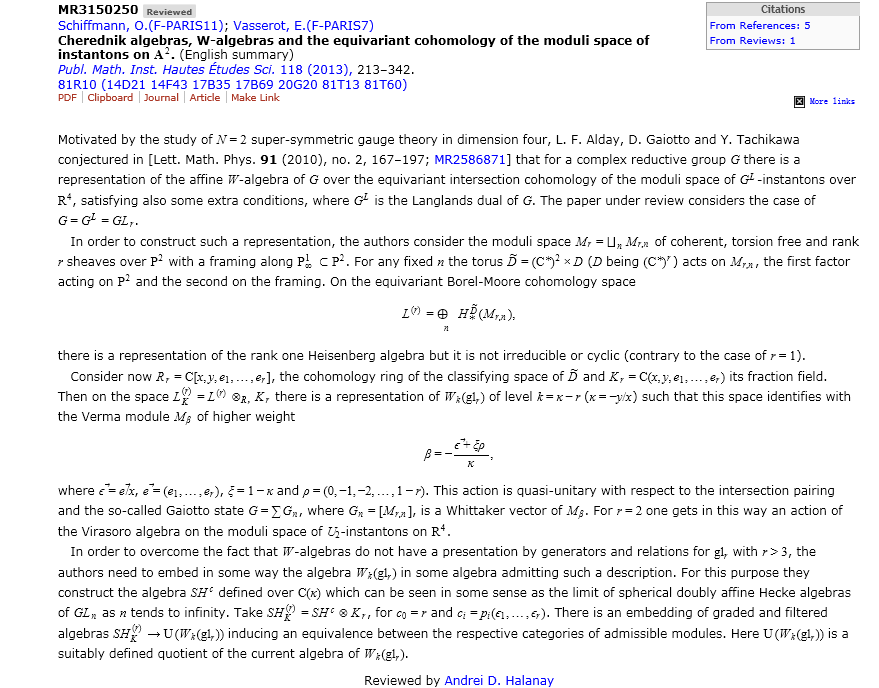 MR3150250 Reviewed
Citations
From References: 5
From Reviews: 1
Schiffmann, O.(F-PARIS11); Vasserot, E.(F-PARIS7)
Cherednik algebras, W-algebras and the equivariant cohomology of the moduli space of
instantons on A². (English summary)
Publ. Math. Inst. Hautes Études Sci. 118 (2013), 213–342.
81R10 (14D21 14F43 17B35 17B69 20G20 81T13 81T60)
PDF | Clipboard | Journal | Article | Make Link
More links
Motivated by the study of N = 2 super-symmetric gauge theory in dimension four, L. F. Alday, D. Gaiotto and Y. Tachikawa
conjectured in [Lett. Math. Phys. 91 (2010), no. 2, 167–197; MR2586871] that for a complex reductive group G there is a
representation of the affine W-algebra of G over the equivariant intersection cohomology of the moduli space of G^L-instantons over
R⁴, satisfying also some extra conditions, where G^L is the Langlands dual of G. The paper under review considers the case of
G = G^L = GL_r.
In order to construct such a representation, the authors consider the moduli space M_r = ⊔_n M_{r,n} of coherent, torsion free and rank
r sheaves over P² with a framing along P¹_∞ ⊂ P². For any fixed n the torus D̃ = (C*)² × D (D being (C*)^r) acts on M_{r,n}, the first factor
acting on P² and the second on the framing. On the equivariant Borel-Moore cohomology space
L^(r) = ⊕_n H_*^D̃(M_{r,n}),
there is a representation of the rank one Heisenberg algebra but it is not irreducible or cyclic (contrary to the case of r = 1).
Consider now R_r = C[x, y, e₁, …, e_r], the cohomology ring of the classifying space of D̃ and K_r = C(x, y, e₁, …, e_r) its fraction field.
Then on the space L_K^(r) = L^(r) ⊗_{R_r} K_r there is a representation of W_k(gl_r) of level k = κ − r (κ = −y/x) such that this space identifies with
the Verma module M_β of higher weight
β = − (ε⃗ + ξρ)/κ,
where ε⃗ = e⃗/x, e⃗ = (e₁, …, e_r), ξ = 1 − κ and ρ = (0, −1, −2, …, 1 − r). This action is quasi-unitary with respect to the intersection pairing
and the so-called Gaiotto state G = ∑ G_n, where G_n = [M_{r,n}], is a Whittaker vector of M_β. For r = 2 one gets in this way an action of
the Virasoro algebra on the moduli space of U₂-instantons on R⁴.
In order to overcome the fact that W-algebras do not have a presentation by generators and relations for gl_r with r > 3, the
authors need to embed in some way the algebra W_k(gl_r) in some algebra admitting such a description. For this purpose they
construct the algebra SH^c defined over C(κ) which can be seen in some sense as the limit of spherical doubly affine Hecke algebras
of GL_n as n tends to infinity. Take SH_K^(r) = SH^c ⊗ K_r, for c₀ = r and c_i = p_i(ε₁, …, ε_r). There is an embedding of graded and filtered
algebras SH_K^(r) → U(W_k(gl_r)) inducing an equivalence between the respective categories of admissible modules. Here U(W_k(gl_r)) is a
suitably defined quotient of the current algebra of W_k(gl_r).
Reviewed by Andrei D. Halanay